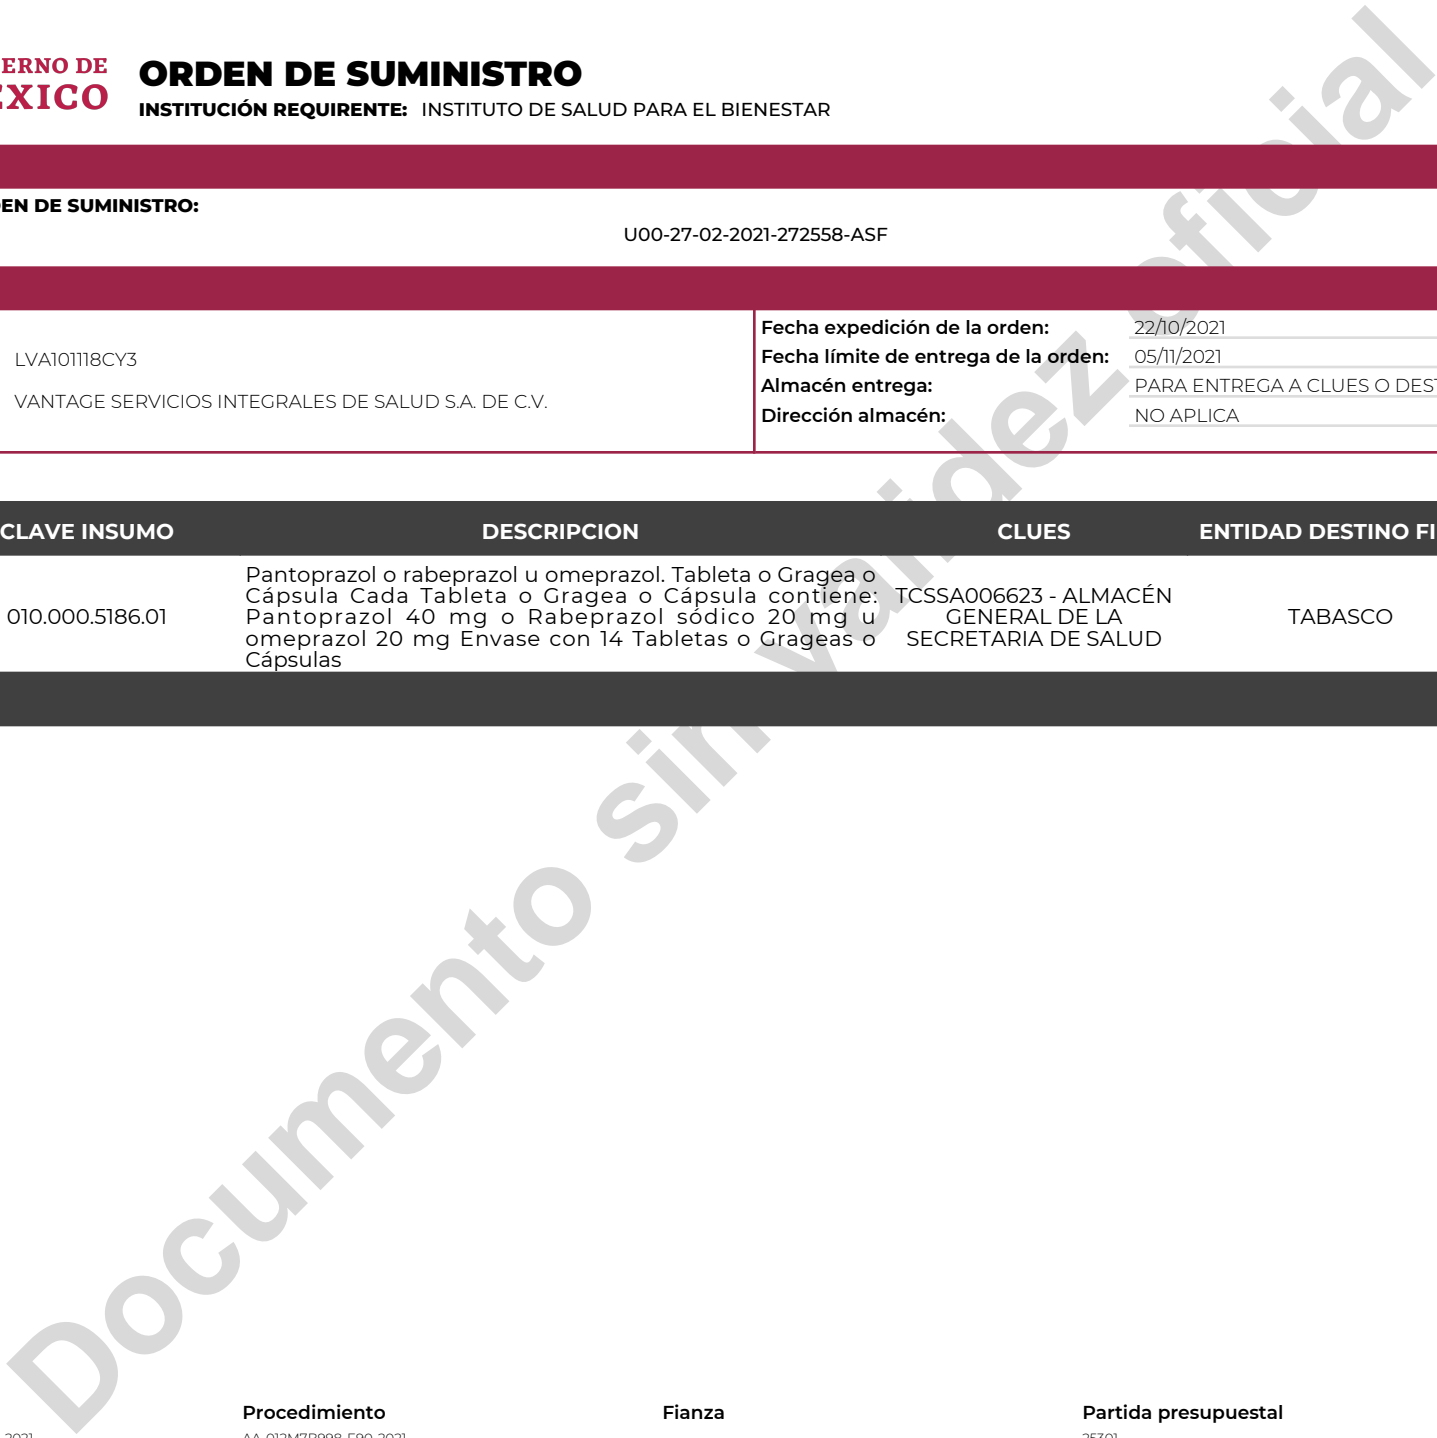 ERNO DE
EXICO
ORDEN DE SUMINISTRO
INSTITUCIÓN REQUIRENTE: INSTITUTO DE SALUD PARA EL BIENESTAR
EN DE SUMINISTRO:
U00-27-02-2021-272558-ASF
LVA101118CY3
VANTAGE SERVICIOS INTEGRALES DE SALUD S.A. DE C.V.
Fecha expedición de la orden: 22/10/2021
Fecha límite de entrega de la orden: 05/11/2021
Almacén entrega: PARA ENTREGA A CLUES O DEST
Dirección almacén: NO APLICA
CLAVE INSUMO DESCRIPCION CLUES ENTIDAD DESTINO FI
010.000.5186.01
Pantoprazol o rabeprazol u omeprazol. Tableta o Gragea o
Cápsula Cada Tableta o Gragea o Cápsula contiene:
Pantoprazol 40 mg o Rabeprazol sódico 20 mg u
omeprazol 20 mg Envase con 14 Tabletas o Grageas o
Cápsulas
TCSSA006623 - ALMACÉN
GENERAL DE LA
SECRETARIA DE SALUD
TABASCO
Documento sin validez oficial
Procedimiento Fianza Partida presupuestal